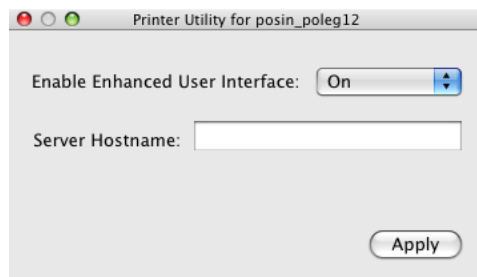 Printer Utility for posin_poleg12
Enable Enhanced User Interface: On
Server Hostname:
Apply